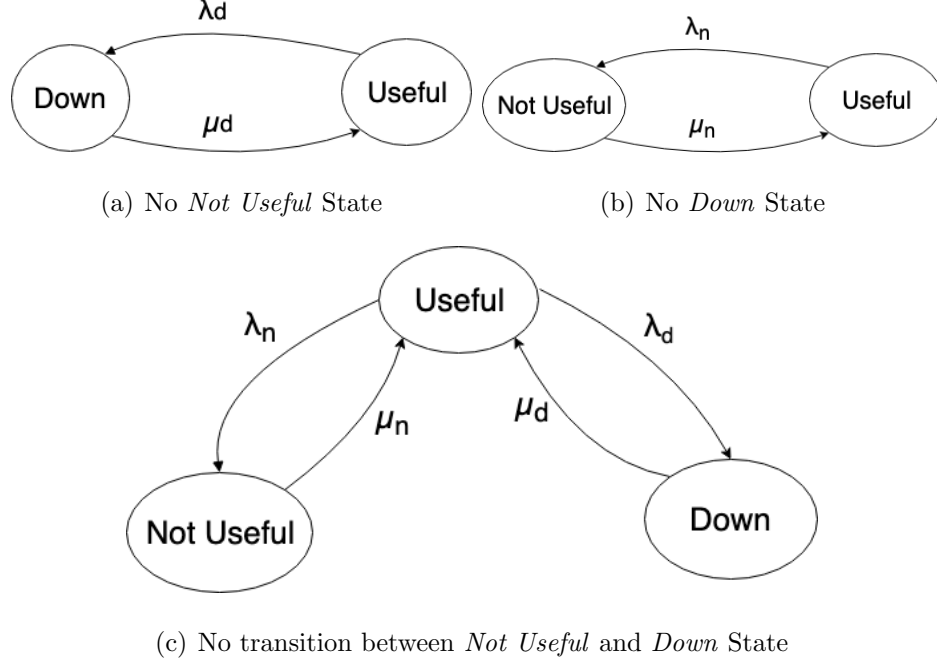 λd
Down
Useful
μd
(a) No Not Useful State
λn
Not Useful
Useful
μn
(b) No Down State
Useful
λn
λd
μn
μd
Not Useful
Down
(c) No transition between Not Useful and Down State